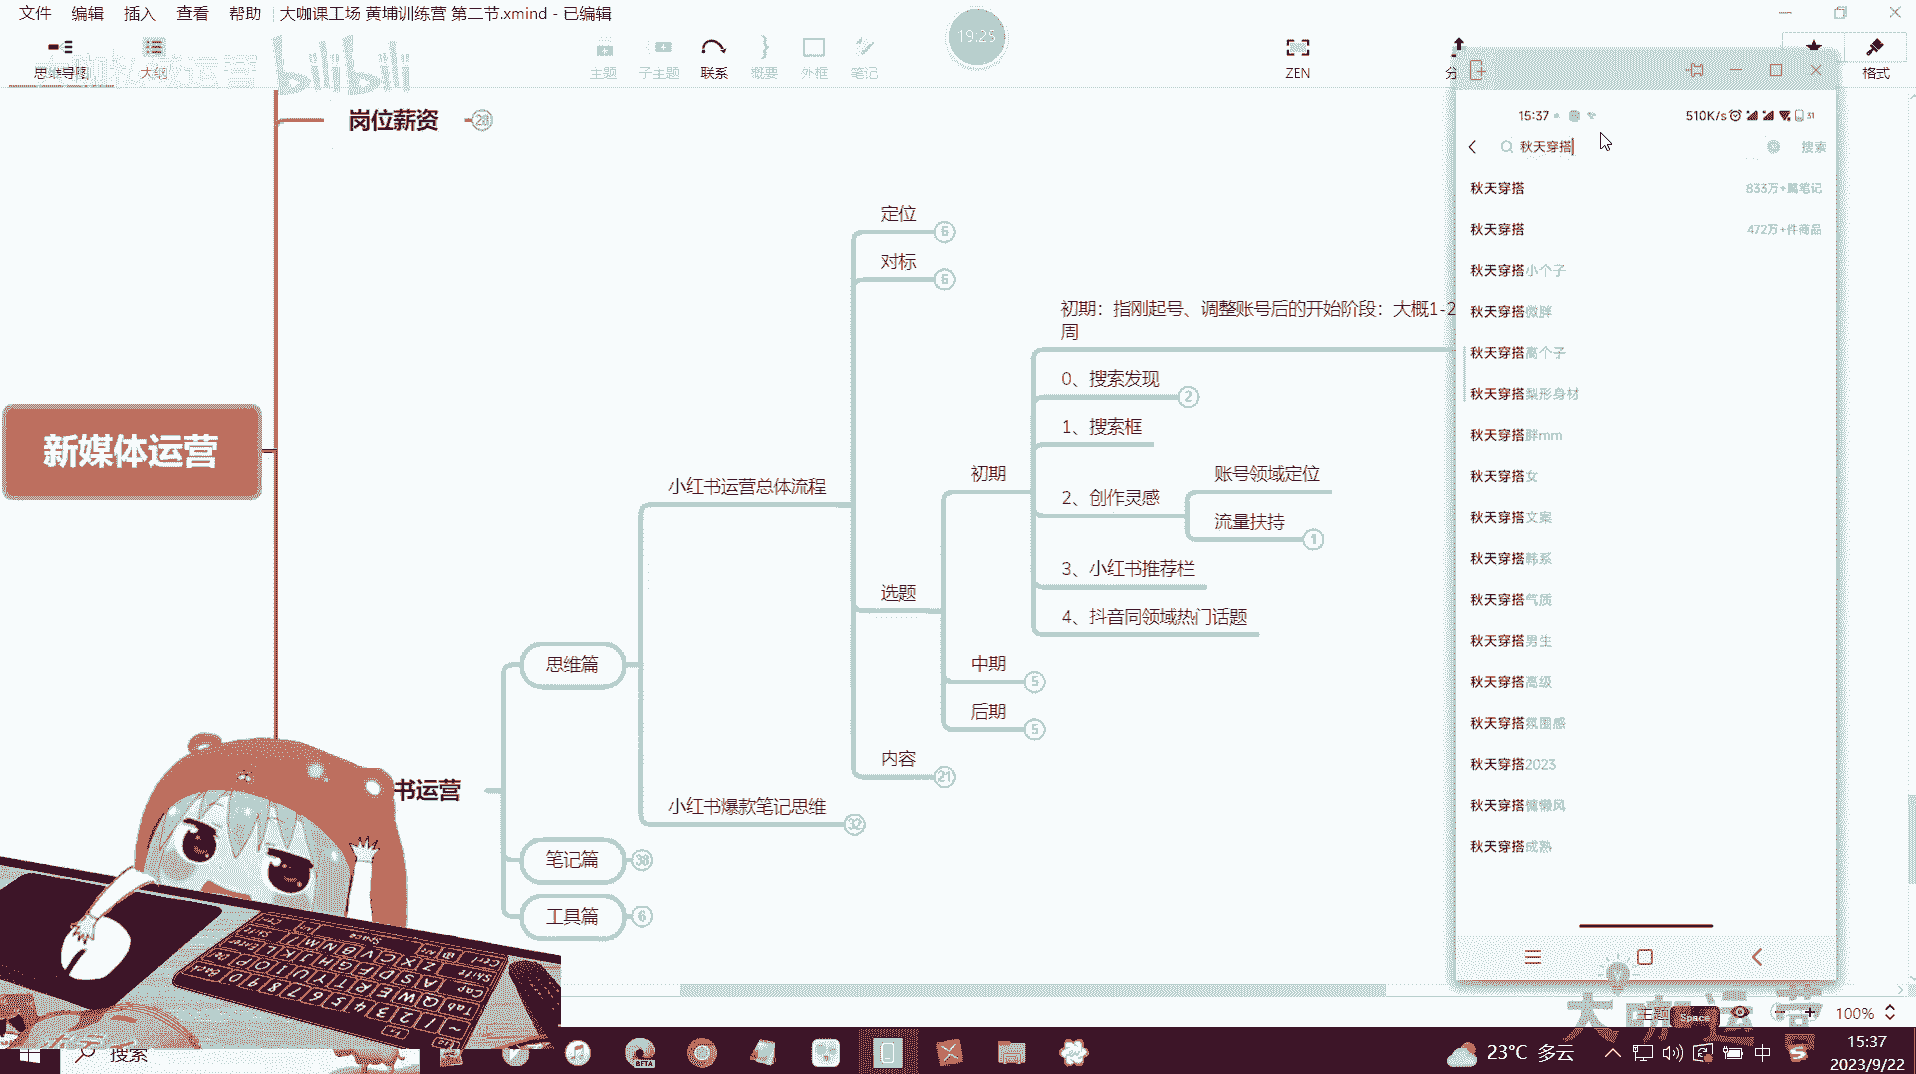 文件 编辑 插入 查看 帮助 大咖课工场 黄埔训练营 第二节.xmind - 已编辑
19:25
思维导图 大纲 主题 子主题 联系 概要 外框 笔记 ZEN 格式
bilibili
岗位薪资 28
新媒体运营
书运营
思维篇
笔记篇 38
工具篇 6
小红书运营总体流程
小红书爆款笔记思维 32
定位 6
对标 6
选题
内容 21
初期
中期 5
后期 5
初期：指刚起号、调整账号后的开始阶段：大概1-2
周
0、搜索发现 2
1、搜索框
2、创作灵感
账号领域定位
流量扶持 1
3、小红书推荐栏
4、抖音同领域热门话题
15:37 510K/s 31
秋天穿搭 搜索
秋天穿搭 833万+篇笔记
秋天穿搭 472万+件商品
秋天穿搭小个子
秋天穿搭微胖
秋天穿搭高个子
秋天穿搭梨形身材
秋天穿搭胖mm
秋天穿搭女
秋天穿搭文案
秋天穿搭韩系
秋天穿搭气质
秋天穿搭男生
秋天穿搭高级
秋天穿搭氛围感
秋天穿搭2023
秋天穿搭慵懒风
秋天穿搭成熟
大咖运营
主题 Space 100%
搜索 BETA 23°C 多云 中 15:37
2023/9/22